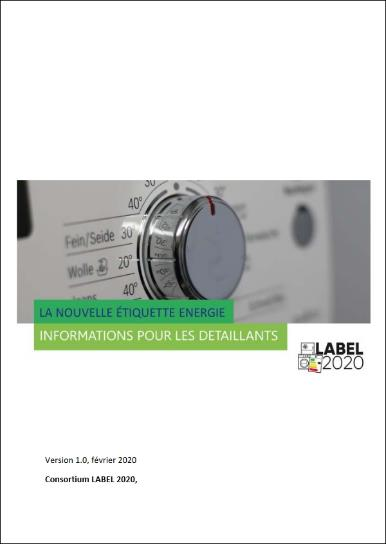 30°
40°
Fein/Seide 30°
Wolle 20°
40°
LA NOUVELLE ÉTIQUETTE ENERGIE
INFORMATIONS POUR LES DETAILLANTS
LABEL
2020
Version 1.0, février 2020
Consortium LABEL 2020,